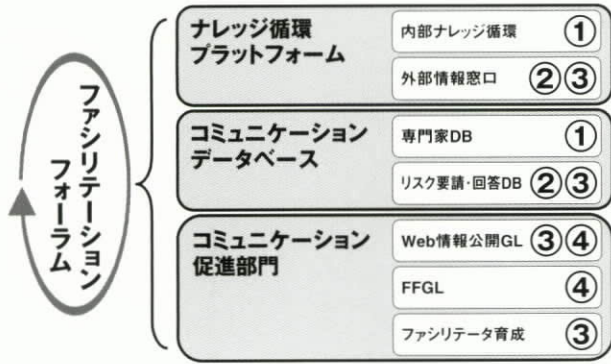 ファシリテーション
フォーラム
ナレッジ循環
プラットフォーム
内部ナレッジ循環 ①
外部情報窓口 ②③
コミュニケーション
データベース
専門家DB ①
リスク要請・回答DB ②③
コミュニケーション
促進部門
Web情報公開GL ③④
FFGL ④
ファシリテータ育成 ③